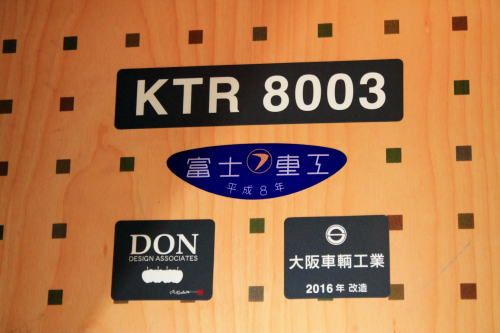 KTR 8003
富士重工
平成8年
DON
DESIGN ASSOCIATES
大阪車輌工業
2016年 改造